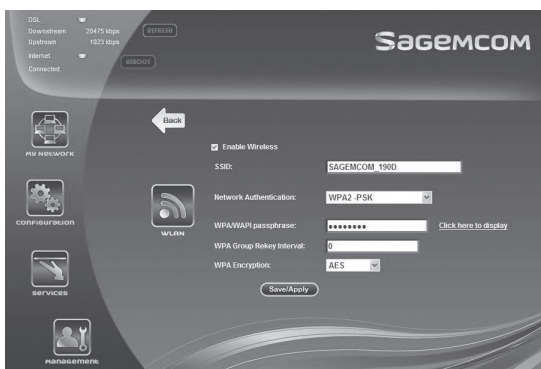 DSL
Downstream 20475 kbps
Upstream 1023 kbps
REFRESH
Internet
REBOOT
Connected
SAGEMCOM
Back
MY NETWORK
Enable Wireless
SSID: SAGEMCOM_190D
Network Authentication: WPA2 -PSK
CONFIGURATION
WLAN
WPA/WAPI passphrase: •••••••• Click here to display
WPA Group Rekey Interval: 0
WPA Encryption: AES
Save/Apply
services
Management